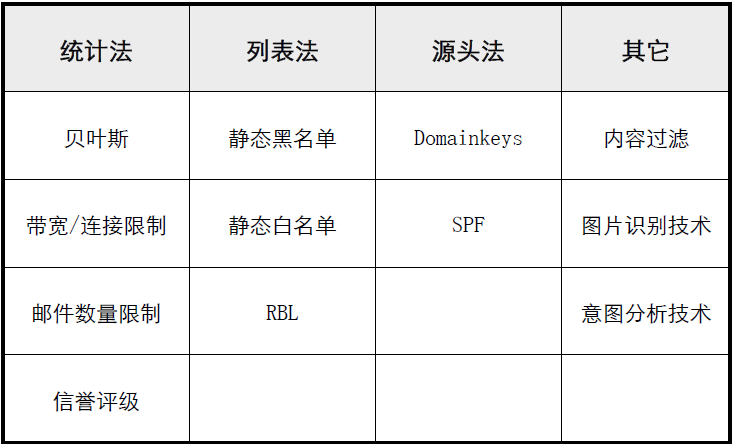 统计法 列表法 源头法 其它
贝叶斯 静态黑名单 Domainkeys 内容过滤
带宽/连接限制 静态白名单 SPF 图片识别技术
邮件数量限制 RBL 意图分析技术
信誉评级